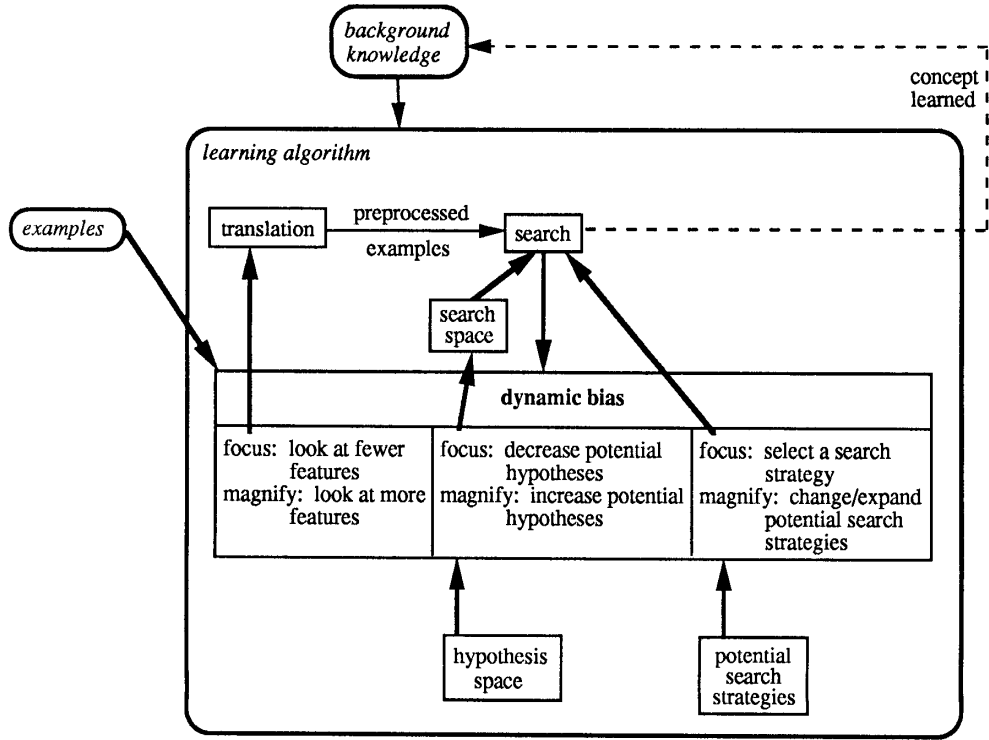 background
knowledge
concept
learned
learning algorithm
examples
translation
preprocessed
examples
search
search
space
dynamic bias
focus: look at fewer
features
magnify: look at more
features
focus: decrease potential
hypotheses
magnify: increase potential
hypotheses
focus: select a search
strategy
magnify: change/expand
potential search
strategies
hypothesis
space
potential
search
strategies